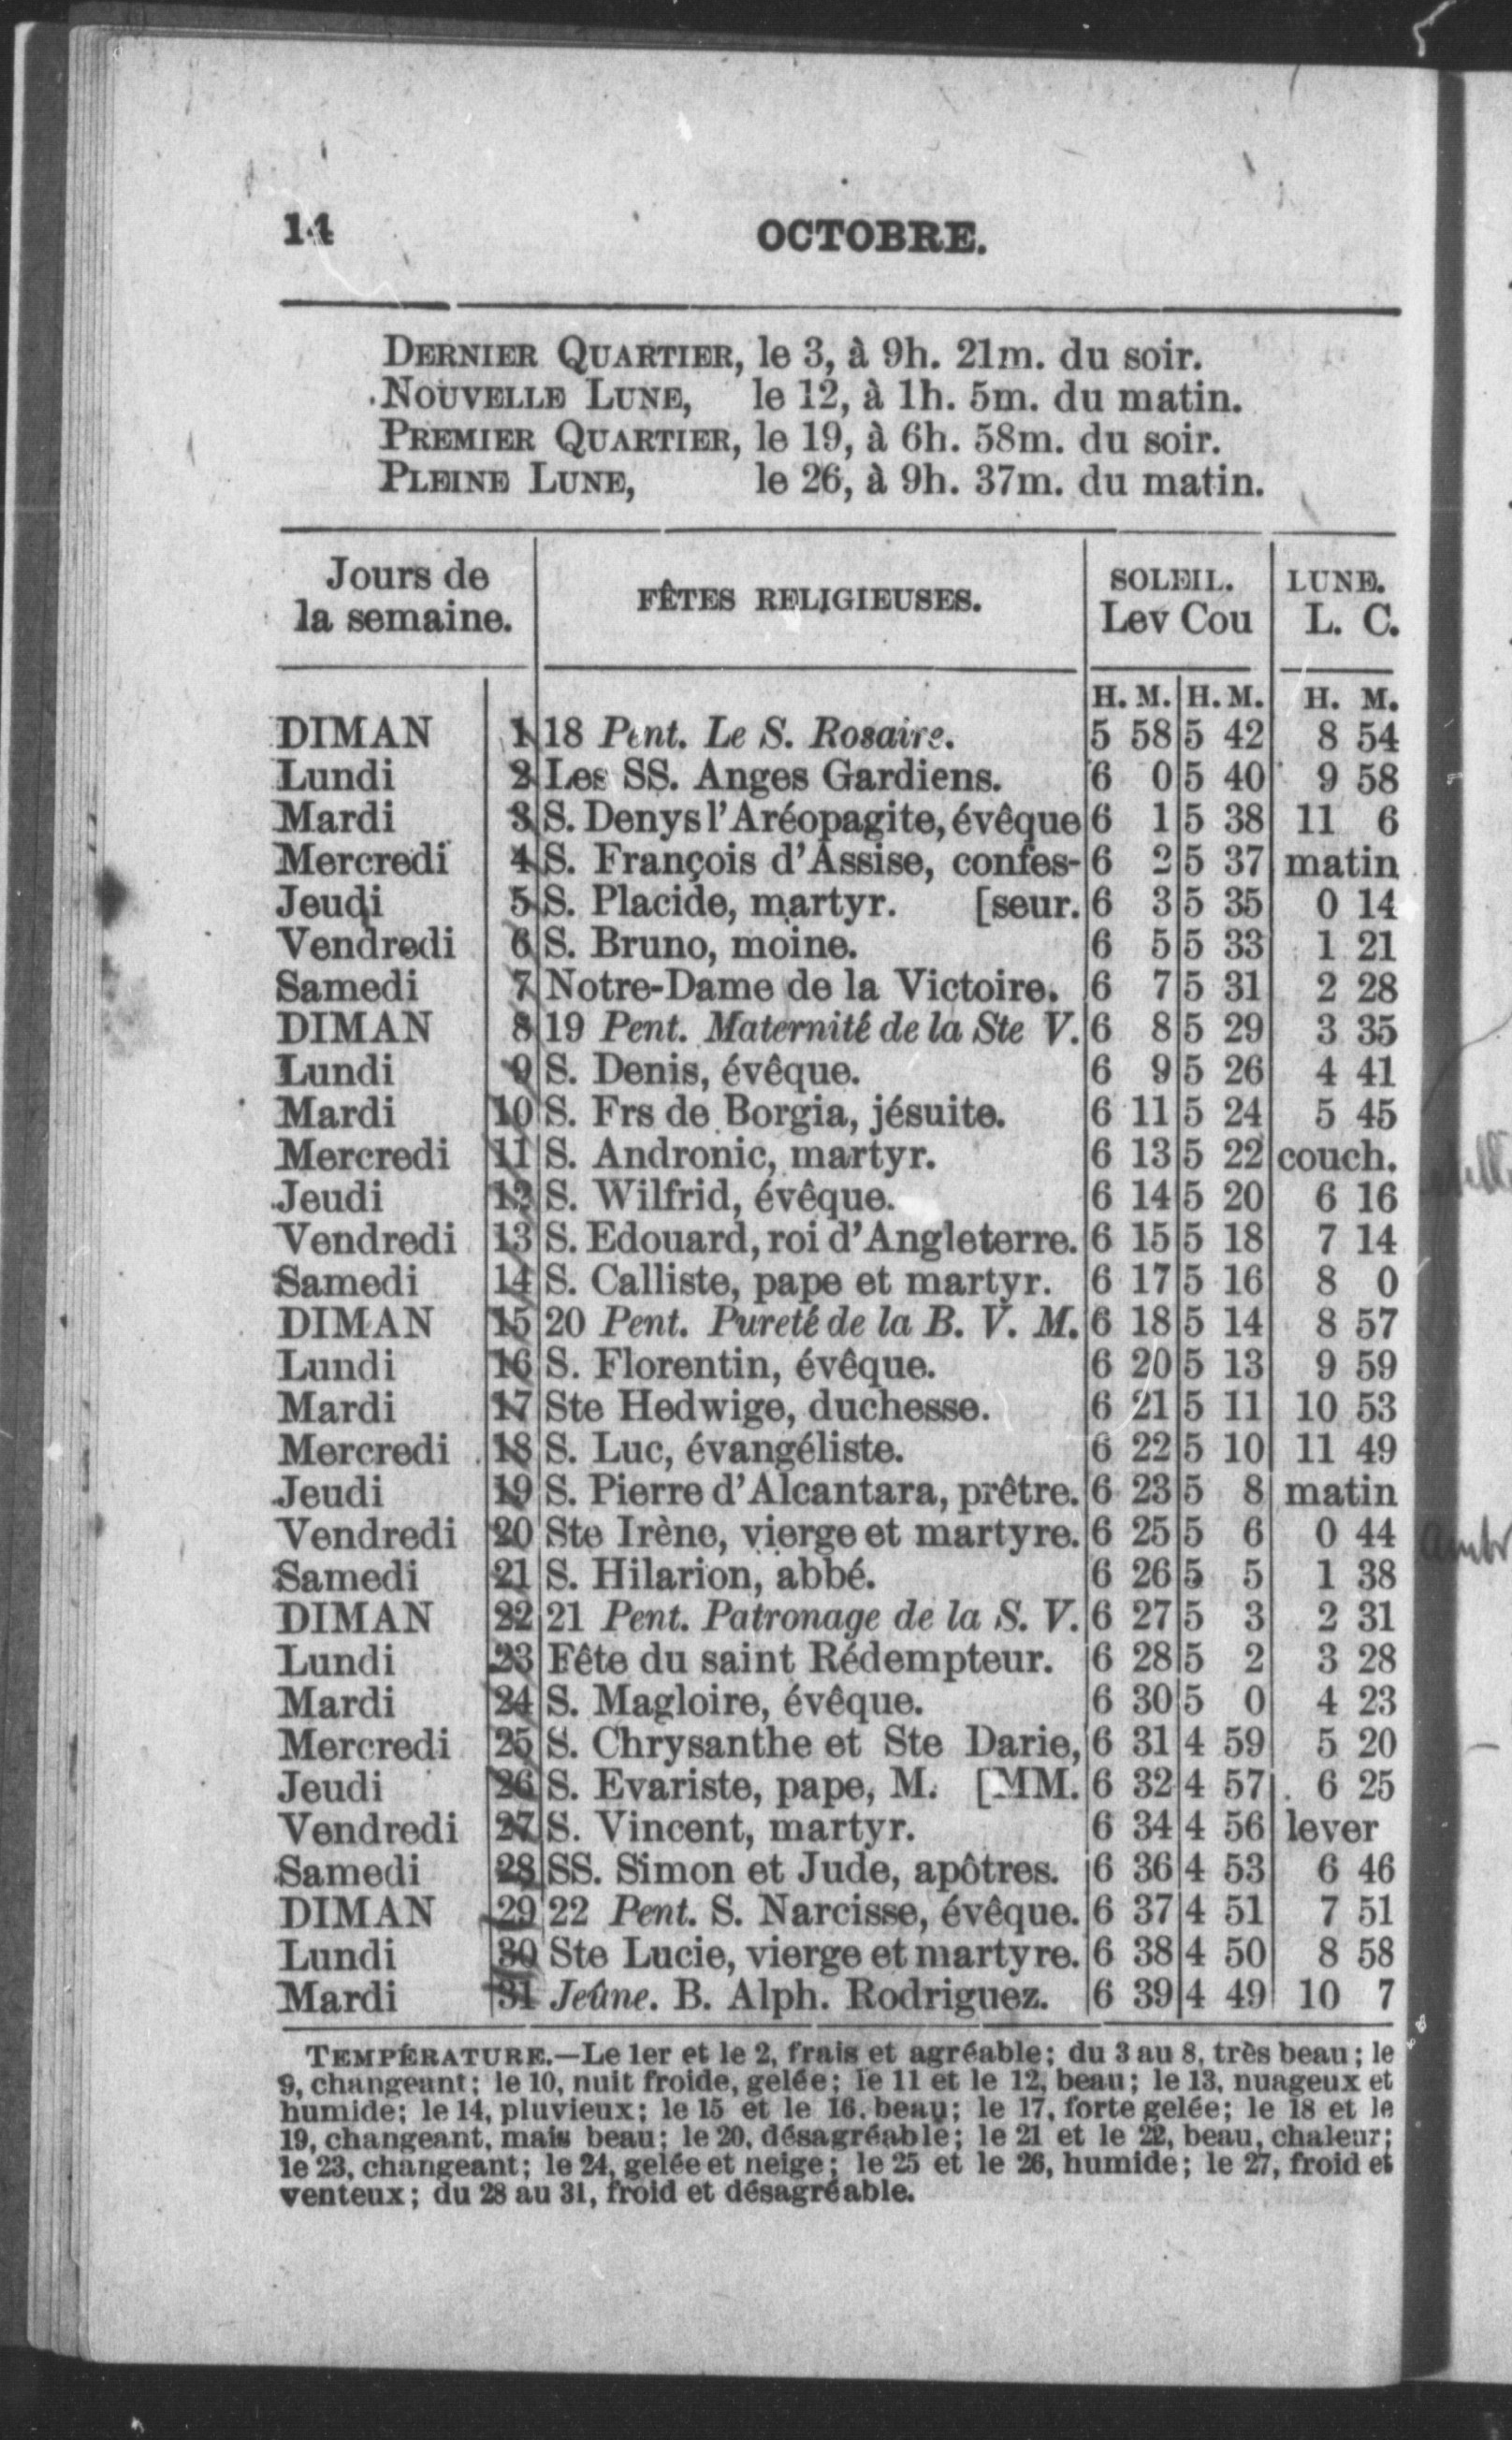 14 OCTOBRE.
DERNIER QUARTIER, le 3, à 9h. 21m. du soir.
NOUVELLE LUNE, le 12, à 1h. 5m. du matin.
PREMIER QUARTIER, le 19, à 6h. 58m. du soir.
PLEINE LUNE, le 26, à 9h. 37m. du matin.
Jours de la semaine. FÊTES RELIGIEUSES. SOLEIL. Lev Cou LUNE. L. C.
H. M. H. M. H. M.
DIMAN 1 18 Pent. Le S. Rosaire. 5 58 5 42 8 54
Lundi 2 Les SS. Anges Gardiens. 6 0 5 40 9 58
Mardi 3 S. Denys l'Aréopagite, évêque 6 1 5 38 11 6
Mercredi 4 S. François d'Assise, confes- 6 2 5 37 matin
Jeudi 5 S. Placide, martyr. [seur. 6 3 5 35 0 14
Vendredi 6 S. Bruno, moine. 6 5 5 33 1 21
Samedi 7 Notre-Dame de la Victoire. 6 7 5 31 2 28
DIMAN 8 19 Pent. Maternité de la Ste V. 6 8 5 29 3 35
Lundi 9 S. Denis, évêque. 6 9 5 26 4 41
Mardi 10 S. Frs de Borgia, jésuite. 6 11 5 24 5 45
Mercredi 11 S. Andronic, martyr. 6 13 5 22 couch.
Jeudi 12 S. Wilfrid, évêque. 6 14 5 20 6 16
Vendredi 13 S. Edouard, roi d'Angleterre. 6 15 5 18 7 14
Samedi 14 S. Calliste, pape et martyr. 6 17 5 16 8 0
DIMAN 15 20 Pent. Pureté de la B. V. M. 6 18 5 14 8 57
Lundi 16 S. Florentin, évêque. 6 20 5 13 9 59
Mardi 17 Ste Hedwige, duchesse. 6 21 5 11 10 53
Mercredi 18 S. Luc, évangéliste. 6 22 5 10 11 49
Jeudi 19 S. Pierre d'Alcantara, prêtre. 6 23 5 8 matin
Vendredi 20 Ste Irène, vierge et martyre. 6 25 5 6 0 44
Samedi 21 S. Hilarion, abbé. 6 26 5 5 1 38
DIMAN 22 21 Pent. Patronage de la S. V. 6 27 5 3 2 31
Lundi 23 Fête du saint Rédempteur. 6 28 5 2 3 28
Mardi 24 S. Magloire, évêque. 6 30 5 0 4 23
Mercredi 25 S. Chrysanthe et Ste Darie, 6 31 4 59 5 20
Jeudi 26 S. Evariste, pape, M. [MM. 6 32 4 57 6 25
Vendredi 27 S. Vincent, martyr. 6 34 4 56 lever
Samedi 28 SS. Simon et Jude, apôtres. 6 36 4 53 6 46
DIMAN 29 22 Pent. S. Narcisse, évêque. 6 37 4 51 7 51
Lundi 30 Ste Lucie, vierge et martyre. 6 38 4 50 8 58
Mardi 31 Jeûne. B. Alph. Rodriguez. 6 39 4 49 10 7
TEMPÉRATURE.—Le 1er et le 2, frais et agréable; du 3 au 8, très beau; le
9, changeant; le 10, nuit froide, gelée; le 11 et le 12, beau; le 13, nuageux et
humide; le 14, pluvieux; le 15 et le 16, beau; le 17, forte gelée; le 18 et le
19, changeant, mais beau; le 20, désagréable; le 21 et le 22, beau, chaleur;
le 23, changeant; le 24, gelée et neige; le 25 et le 26, humide; le 27, froid et
venteux; du 28 au 31, froid et désagréable.